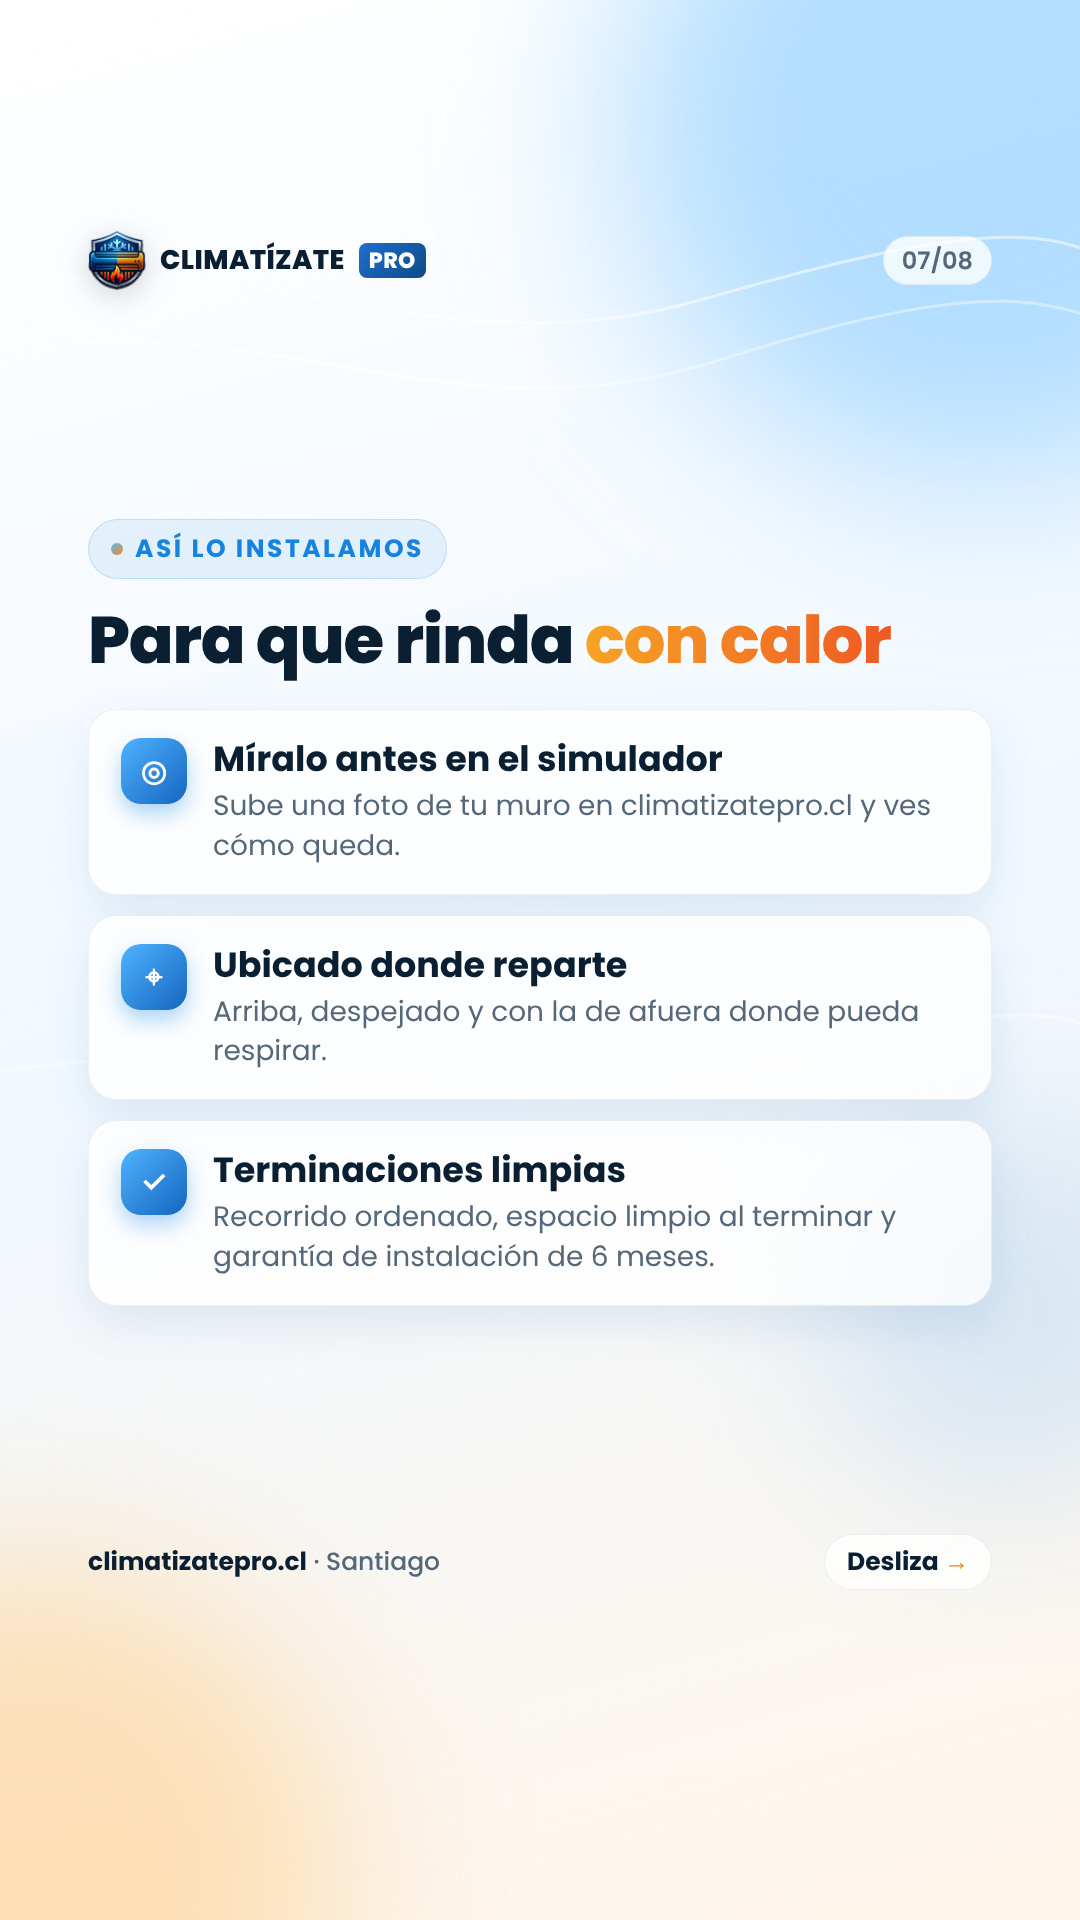 CLIMATÍZATE PRO
07/08
ASÍ LO INSTALAMOS
Para que rinda con calor
Míralo antes en el simulador
Sube una foto de tu muro en climatizatepro.cl y ves
cómo queda.
Ubicado donde reparte
Arriba, despejado y con la de afuera donde pueda
respirar.
Terminaciones limpias
Recorrido ordenado, espacio limpio al terminar y
garantía de instalación de 6 meses.
climatizatepro.cl · Santiago
Desliza →